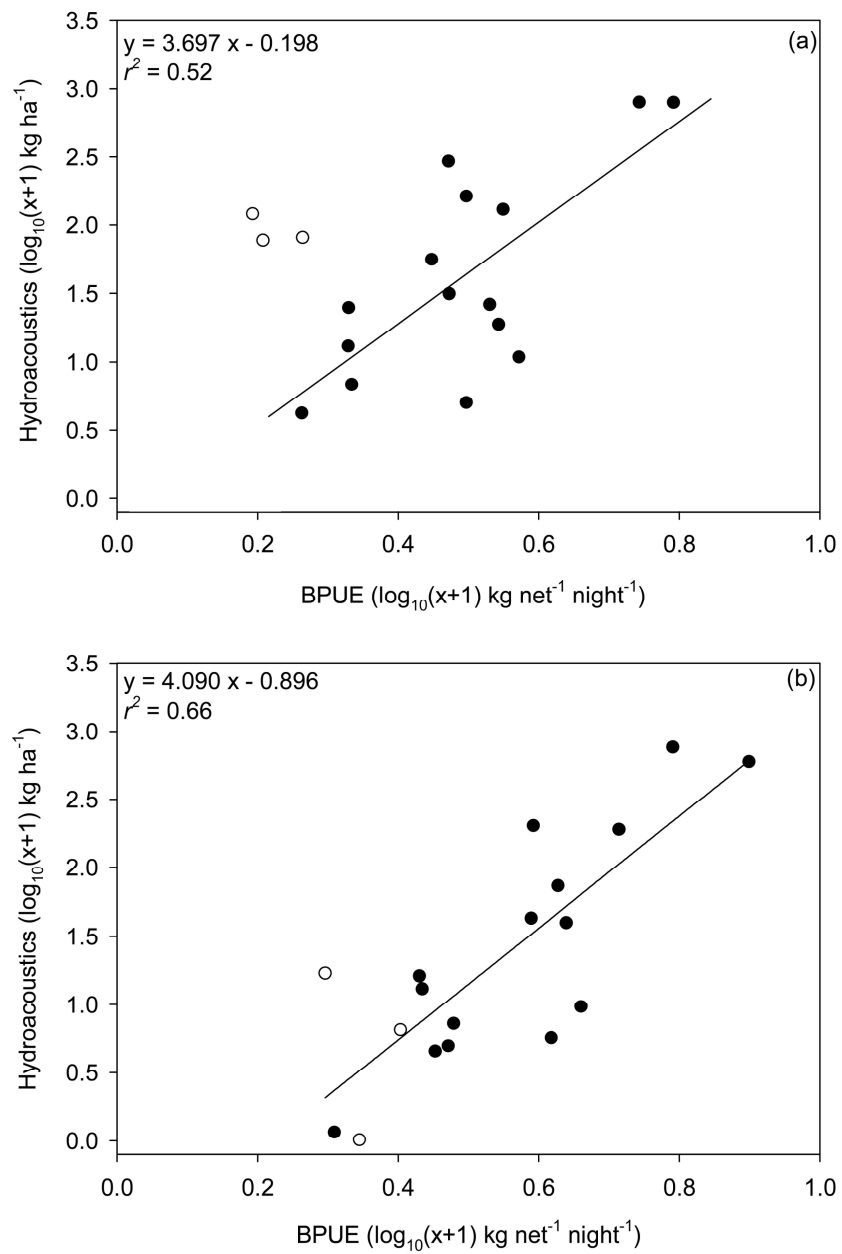 3.5
y = 3.697 x - 0.198
(a)
r² = 0.52
3.0
2.5
2.0
1.5
1.0
0.5
0.0
Hydroacoustics (log₁₀(x+1) kg ha⁻¹)
0.0 0.2 0.4 0.6 0.8 1.0
BPUE (log₁₀(x+1) kg net⁻¹ night⁻¹)
3.5
y = 4.090 x - 0.896
(b)
r² = 0.66
3.0
2.5
2.0
1.5
1.0
0.5
0.0
Hydroacoustics (log₁₀(x+1) kg ha⁻¹)
0.0 0.2 0.4 0.6 0.8 1.0
BPUE (log₁₀(x+1) kg net⁻¹ night⁻¹)